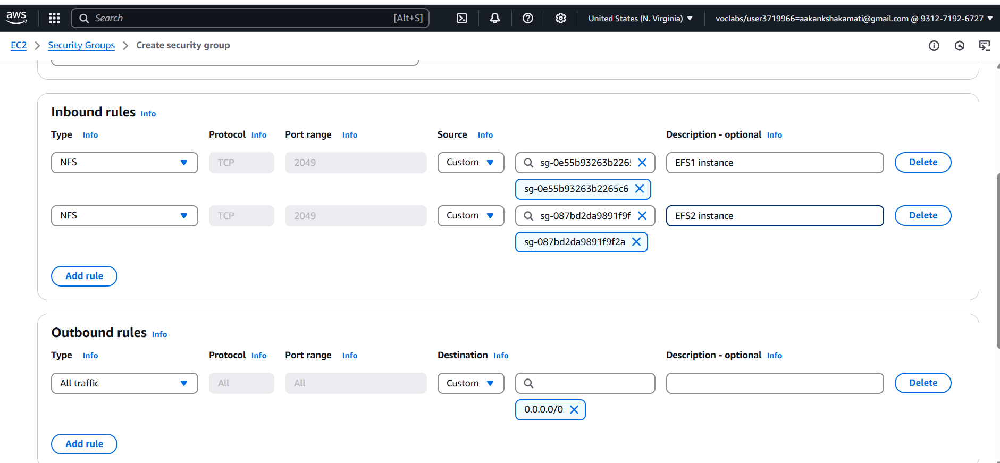 aws Search [Alt+S] United States (N. Virginia) voclabs/user3719966=aakankshakamati@gmail.com @ 9312-7192-6727
EC2 Security Groups Create security group
Inbound rules Info
Type Info Protocol Info Port range Info Source Info Description - optional Info
NFS TCP 2049 Custom sg-0e55b93263b2265 EFS1 instance Delete
sg-0e55b93263b2265c6
NFS TCP 2049 Custom sg-087bd2da9891f9f EFS2 instance Delete
sg-087bd2da9891f9f2a
Add rule
Outbound rules Info
Type Info Protocol Info Port range Info Destination Info Description - optional Info
All traffic All All Custom Delete
0.0.0.0/0
Add rule